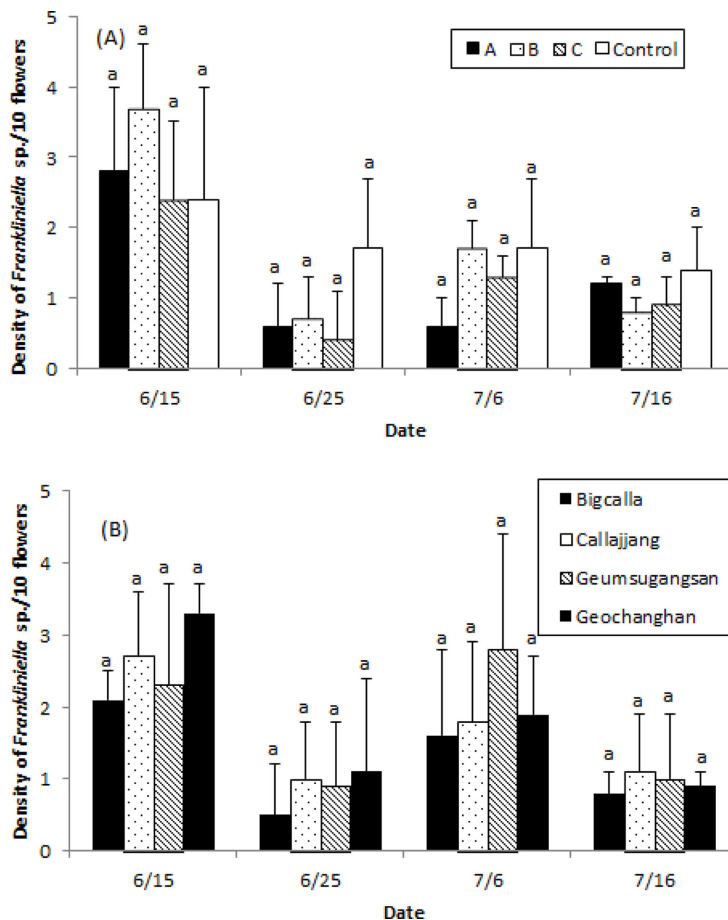 5
(A)
A B C Control
4
3
2
1
0
Density of Frankliniella sp./10 flowers
a a a a
a a a a
a a a a
a a a a
6/15 6/25 7/6 7/16
Date
5
(B)
Bigcalla
Callajjang
Geumsugangsan
Geochanghan
4
3
2
1
0
Density of Frankliniella sp./10 flowers
a a a a
a a a a
a a a a
a a a a
6/15 6/25 7/6 7/16
Date